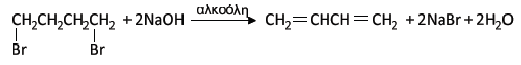 αλκοόλη
CH₂CH₂CH₂CH₂ + 2NaOH → CH₂=CHCH=CH₂ + 2NaBr + 2H₂O
Br Br